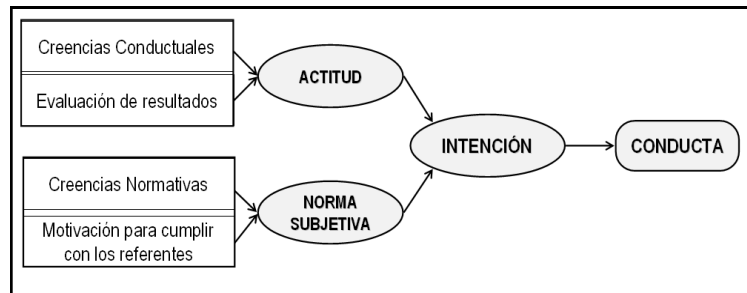 Creencias Conductuales
Evaluación de resultados
ACTITUD
Creencias Normativas
Motivación para cumplir
con los referentes
NORMA
SUBJETIVA
INTENCIÓN
CONDUCTA